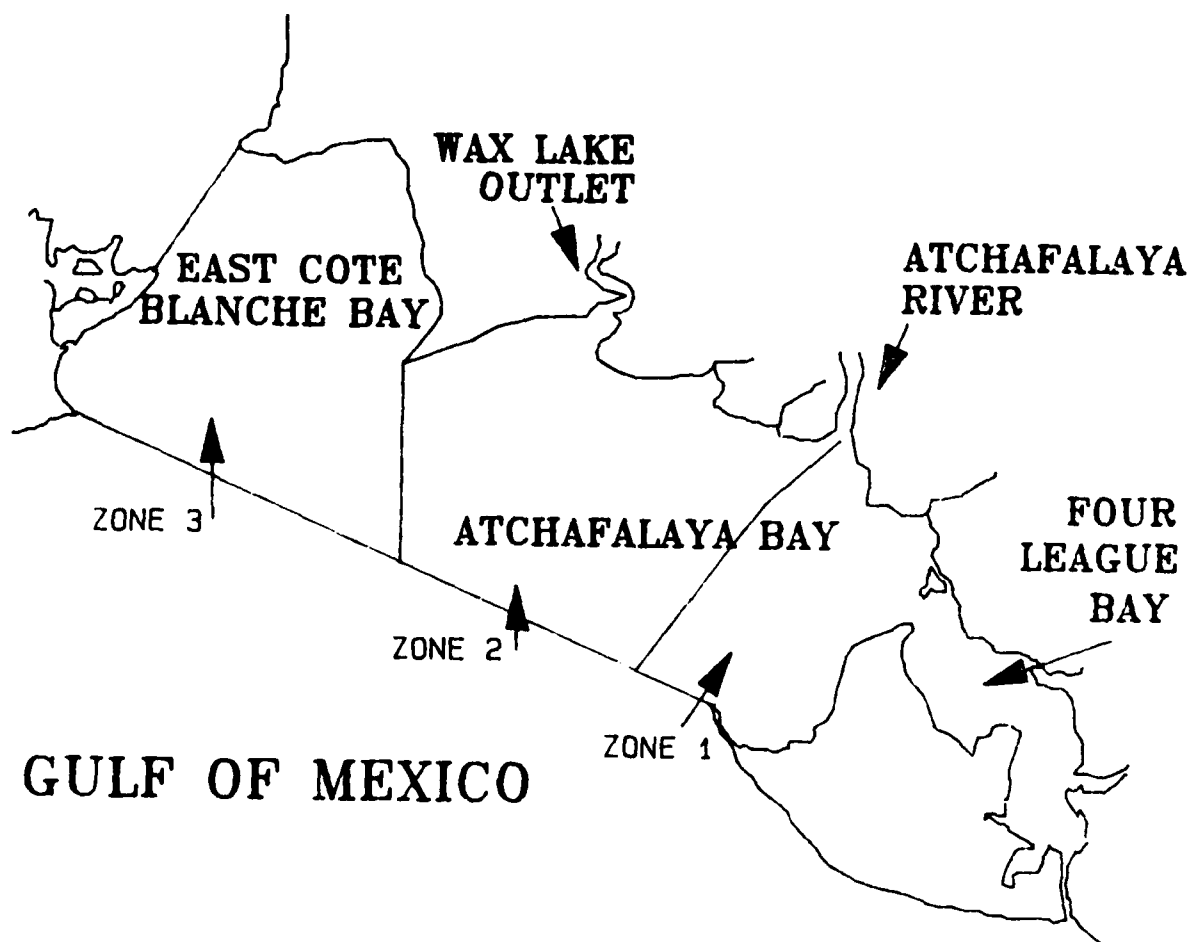 WAX LAKE
OUTLET
ATCHAFALAYA
RIVER
EAST COTE
BLANCHE BAY
ZONE 3
ATCHAFALAYA BAY
FOUR
LEAGUE
BAY
ZONE 2
ZONE 1
GULF OF MEXICO